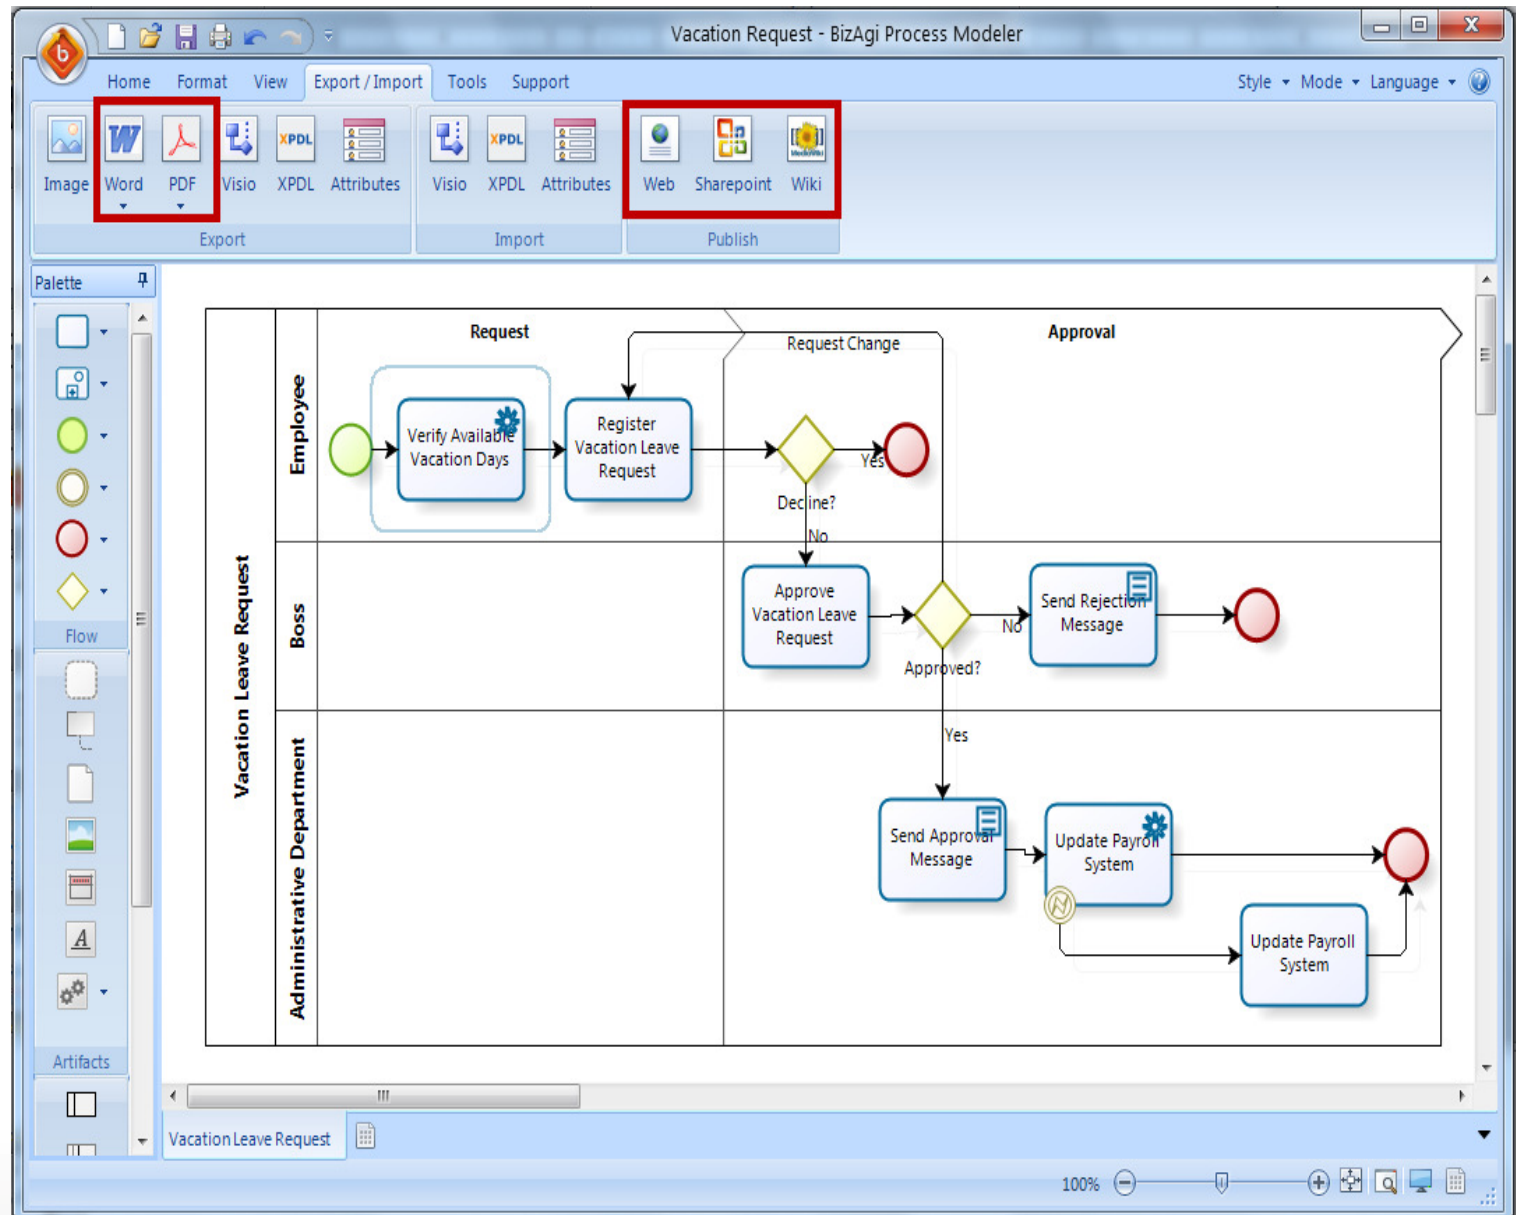 Vacation Request - BizAgi Process Modeler
Home Format View Export / Import Tools Support Style Mode Language
XPDL XPDL
MediaWiki
Image Word PDF Visio XPDL Attributes Visio XPDL Attributes Web Sharepoint Wiki
Export Import Publish
Palette
Flow
Artifacts
Vacation Leave Request
Employee
Boss
Administrative Department
Request
Approval
Request Change
Verify Available
Vacation Days
Register
Vacation Leave
Request
Yes
Decline?
No
Approve
Vacation Leave
Request
Approved?
No
Send Rejection
Message
Yes
Send Approval
Message
Update Payroll
System
Update Payroll
System
Vacation Leave Request
100%